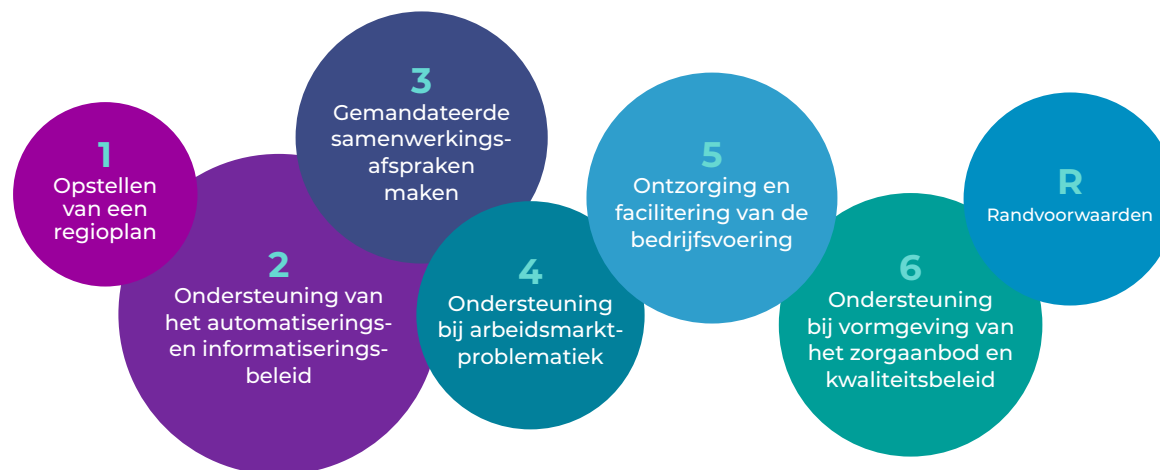 1
Opstellen
van een
regioplan
2
Ondersteuning van
het automatiserings-
en informatiserings-
beleid
3
Gemandateerde
samenwerkings-
afspraken
maken
4
Ondersteuning
bij arbeidsmarkt-
problematiek
5
Ontzorging en
facilitering van de
bedrijfsvoering
6
Ondersteuning
bij vormgeving van
het zorgaanbod en
kwaliteitsbeleid
R
Randvoorwaarden